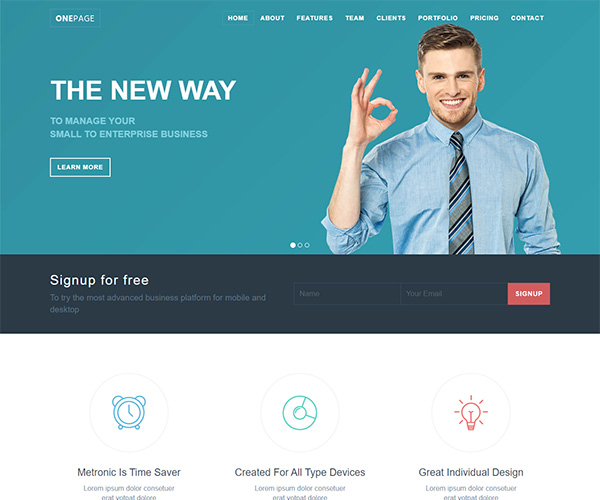 ONEPAGE
HOME ABOUT FEATURES TEAM CLIENTS PORTFOLIO PRICING CONTACT
THE NEW WAY
TO MANAGE YOUR
SMALL TO ENTERPRISE BUSINESS
LEARN MORE
Signup for free
To try the most advanced business platform for mobile and
desktop
Name
Your Email
SIGNUP
Metronic Is Time Saver
Lorem ipsum dolor consetuer
erat volpat dolore
Created For All Type Devices
Lorem ipsum dolor consetuer
erat volpat dolore
Great Individual Design
Lorem ipsum dolor consetuer
erat volpat dolore